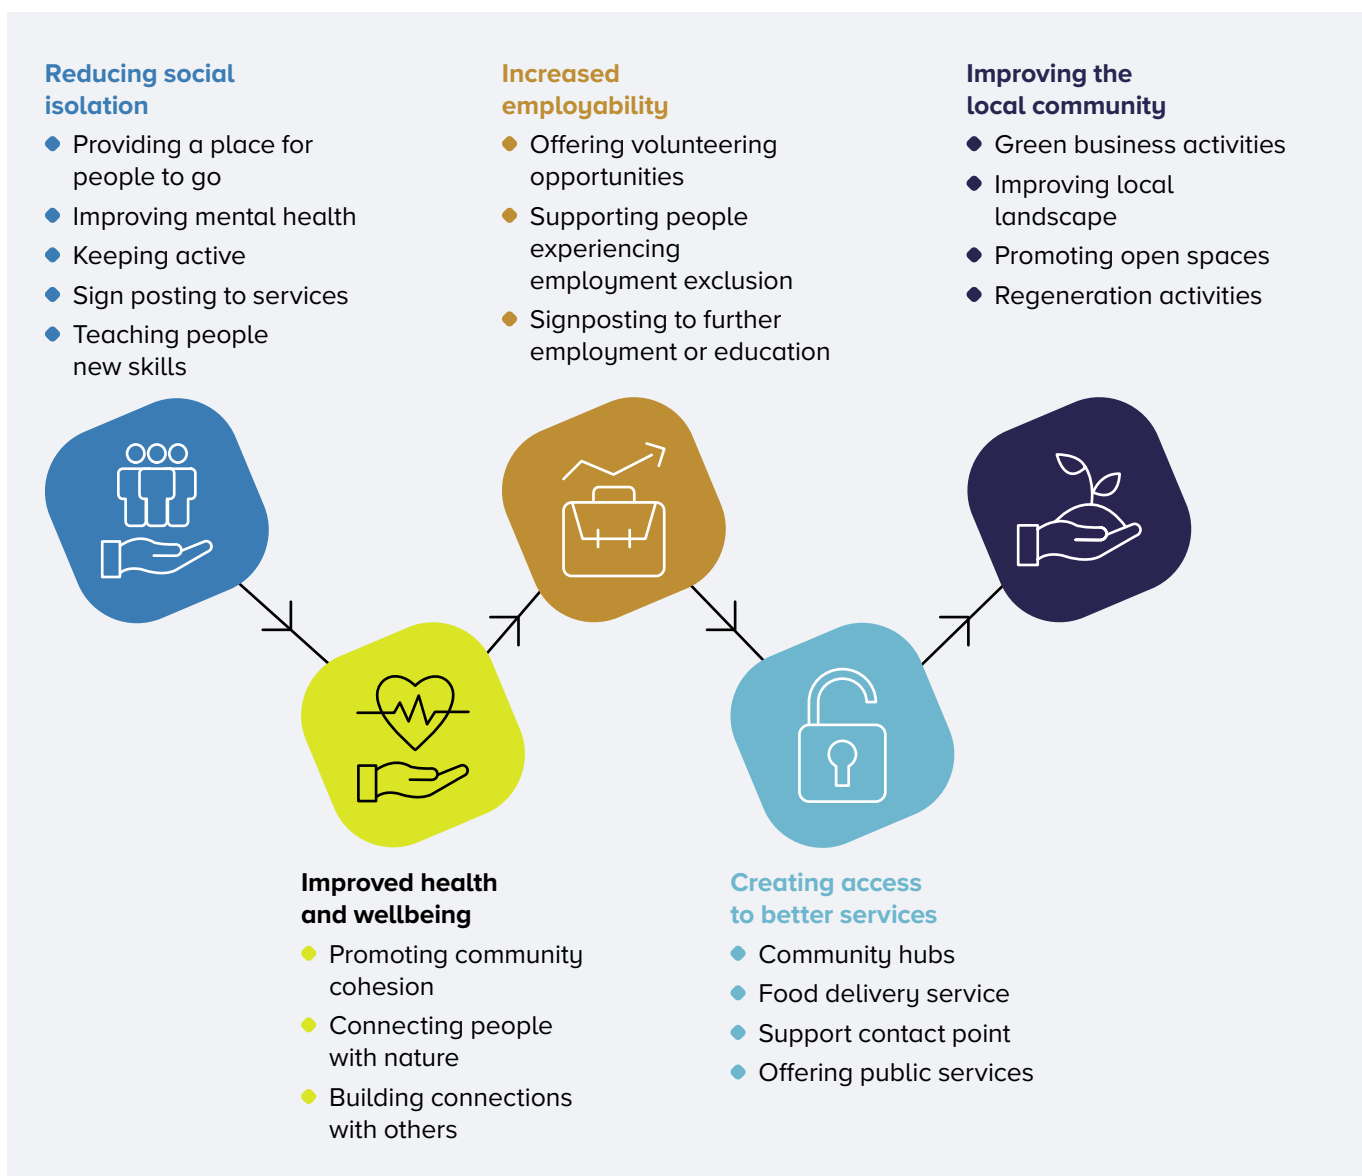 Reducing social
isolation
Providing a place for
people to go
Improving mental health
Keeping active
Sign posting to services
Teaching people
new skills
Increased
employability
Offering volunteering
opportunities
Supporting people
experiencing
employment exclusion
Signposting to further
employment or education
Improving the
local community
Green business activities
Improving local
landscape
Promoting open spaces
Regeneration activities
Improved health
and wellbeing
Promoting community
cohesion
Connecting people
with nature
Building connections
with others
Creating access
to better services
Community hubs
Food delivery service
Support contact point
Offering public services